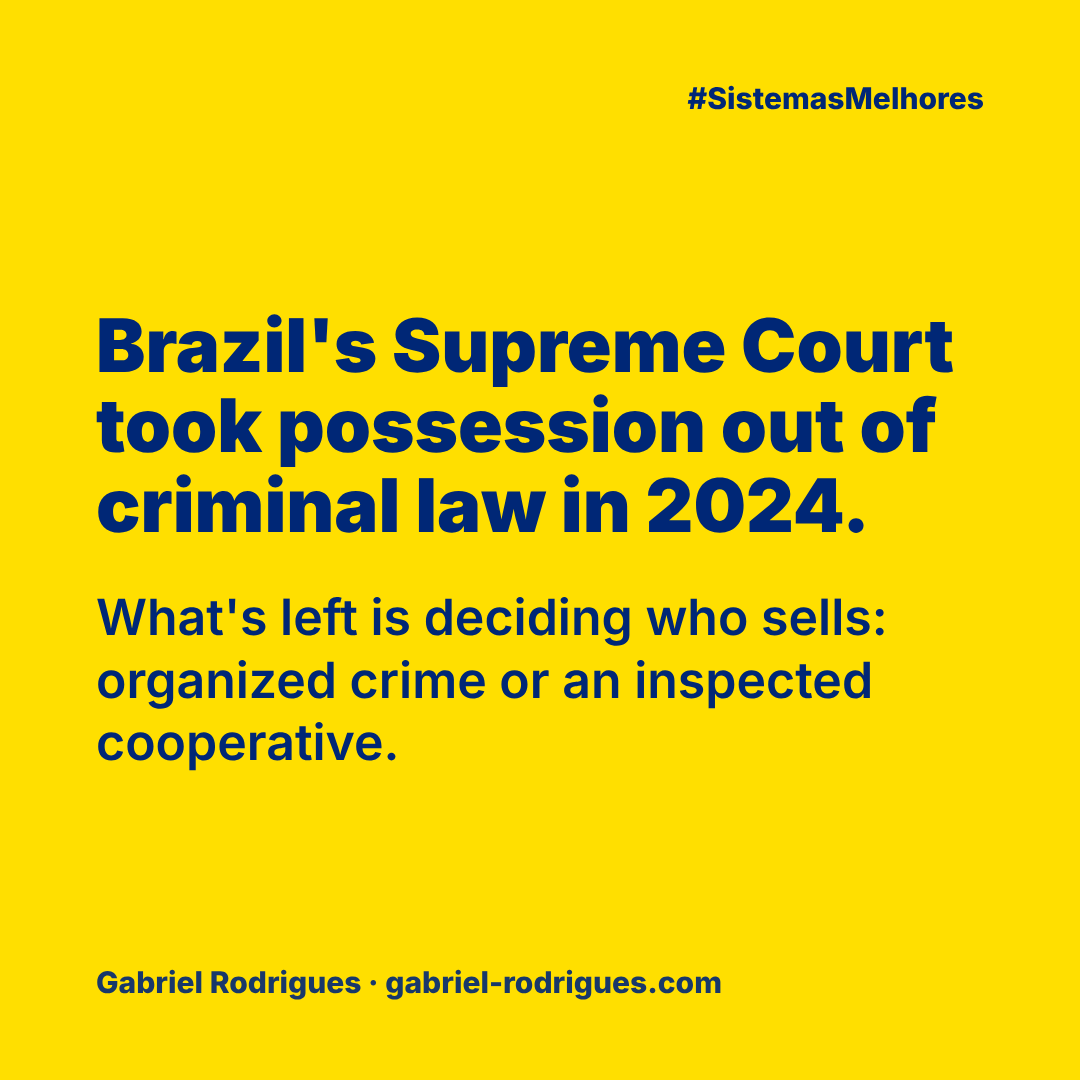 #SistemasMelhores
Brazil's Supreme Court
took possession out of
criminal law in 2024.
What's left is deciding who sells:
organized crime or an inspected
cooperative.
Gabriel Rodrigues · gabriel-rodrigues.com